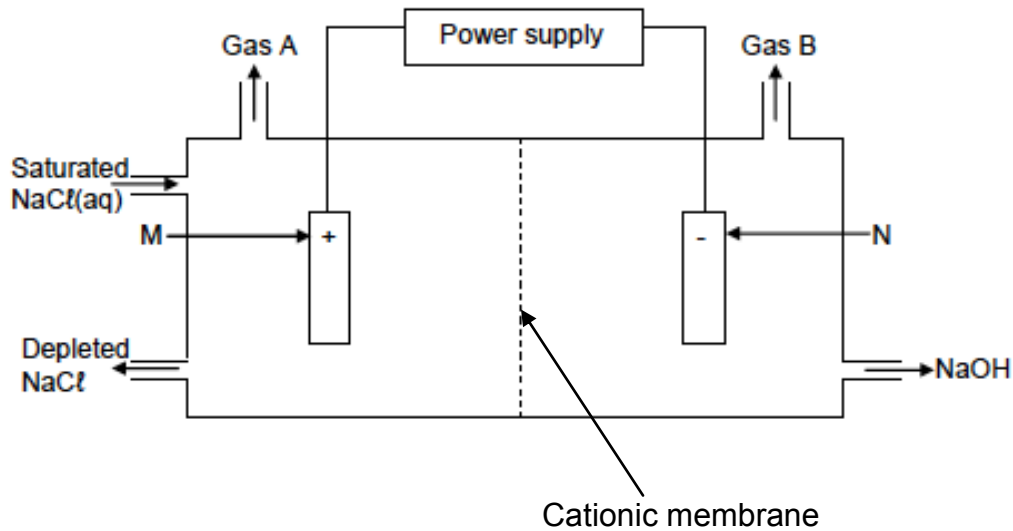 Power supply
Gas A
Gas B
Saturated
NaCℓ(aq)
M
+
-
N
Depleted
NaCℓ
NaOH
Cationic membrane